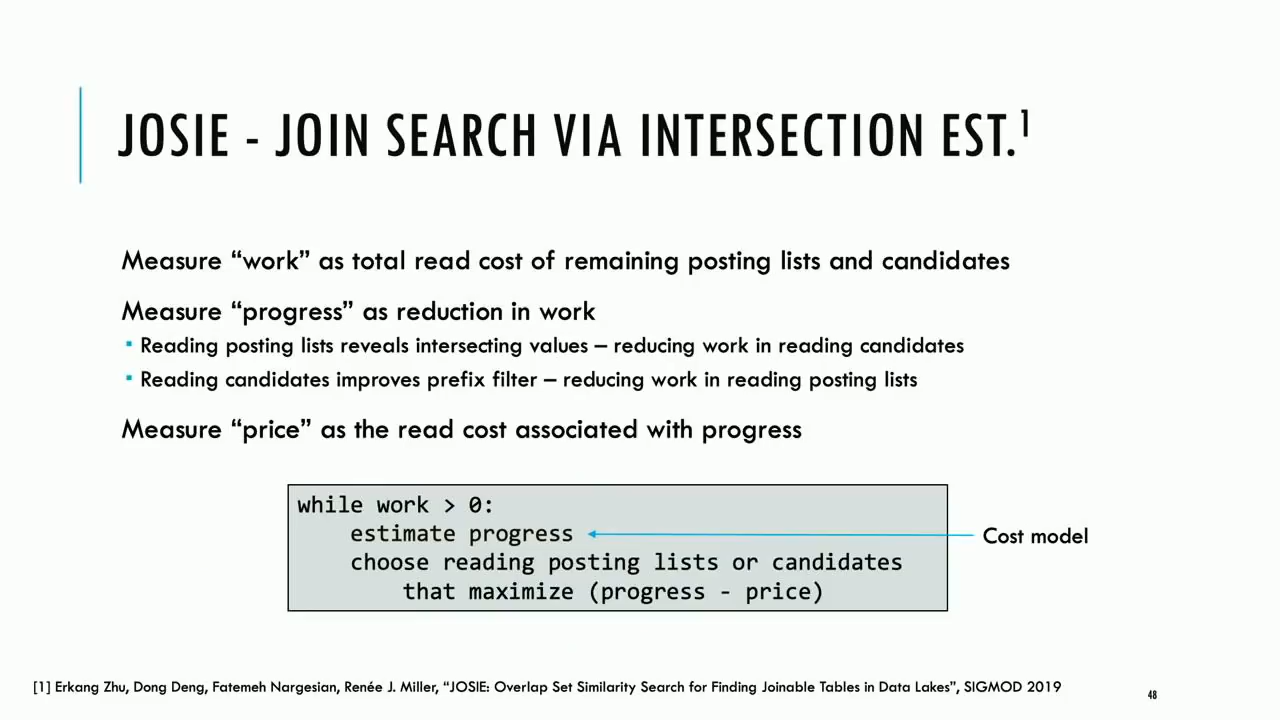 JOSIE - JOIN SEARCH VIA INTERSECTION EST.¹
Measure “work” as total read cost of remaining posting lists and candidates
Measure “progress” as reduction in work
▪ Reading posting lists reveals intersecting values – reducing work in reading candidates
▪ Reading candidates improves prefix filter – reducing work in reading posting lists
Measure “price” as the read cost associated with progress
while work > 0:
estimate progress
Cost model
choose reading posting lists or candidates
that maximize (progress - price)
[1] Erkang Zhu, Dong Deng, Fatemeh Nargesian, Renée J. Miller, “JOSIE: Overlap Set Similarity Search for Finding Joinable Tables in Data Lakes”, SIGMOD 2019
48